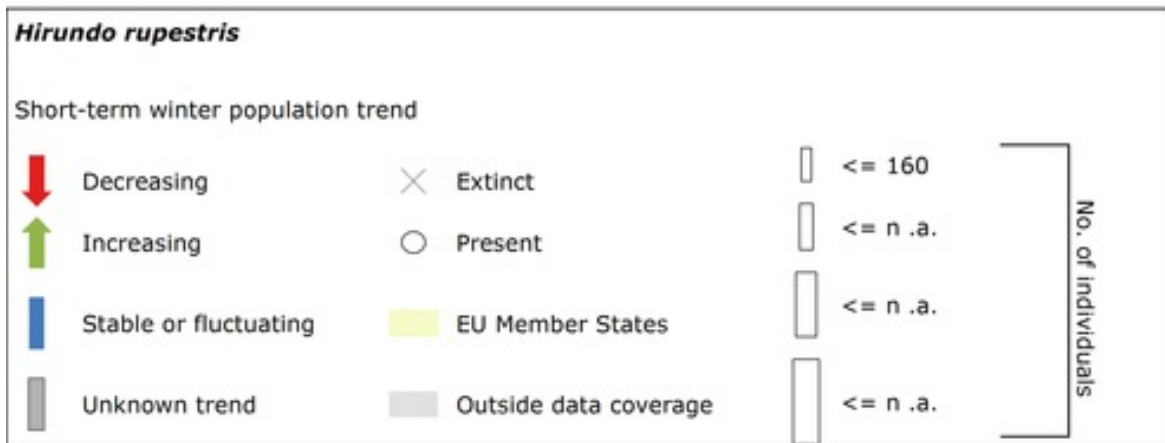 Hirundo rupestris
Short-term winter population trend
Decreasing
Extinct
<= 160
Increasing
Present
<= n .a.
Stable or fluctuating
EU Member States
<= n .a.
Unknown trend
Outside data coverage
<= n .a.
No. of individuals